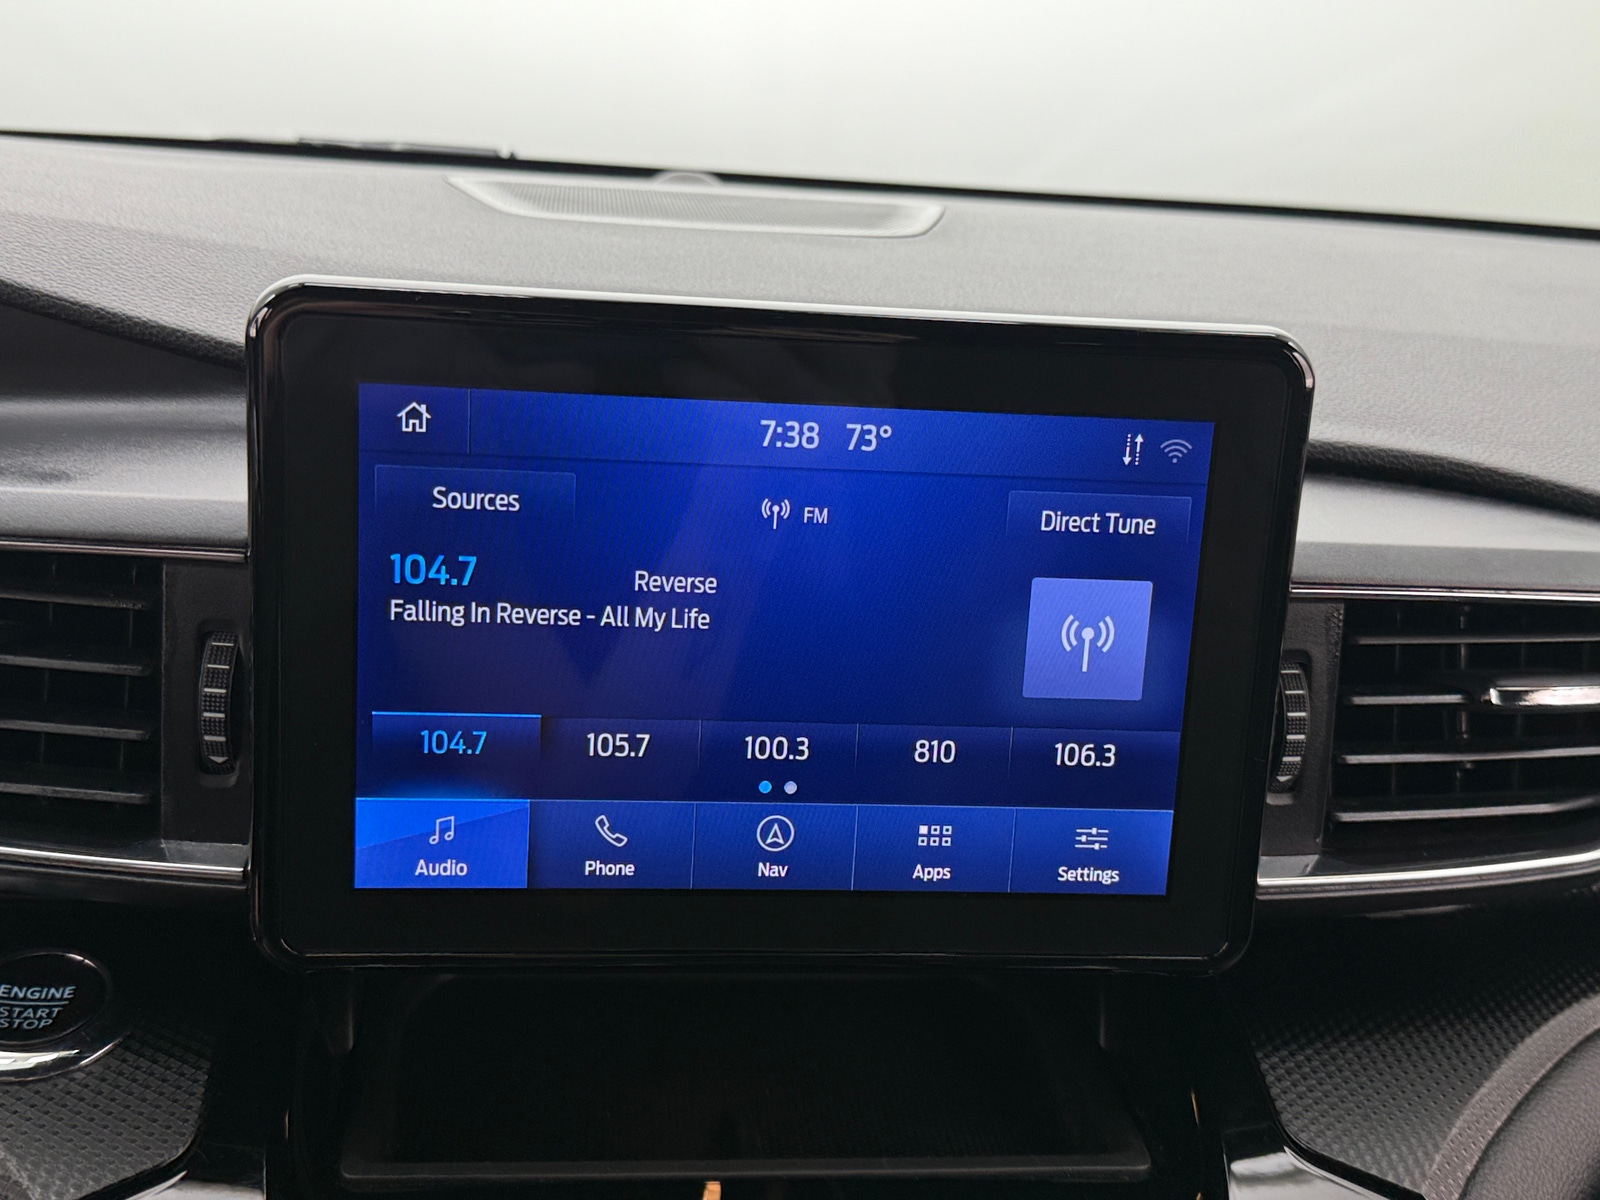 7:38 73°
Sources
FM
Direct Tune
104.7
Reverse
Falling In Reverse - All My Life
104.7
105.7
100.3
810
106.3
Audio
Phone
Nav
Apps
Settings
ENGINE
START
STOP